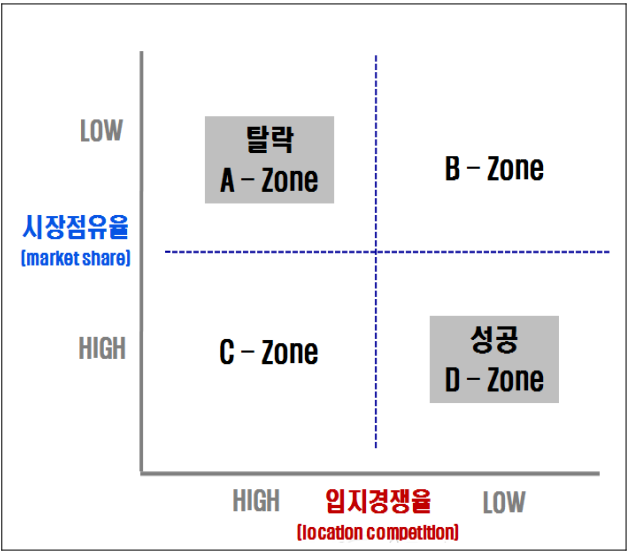 LOW
탈락
A – Zone
B – Zone
시장점유율
(market share)
HIGH
C – Zone
성공
D – Zone
HIGH
입지경쟁율
LOW
(location competition)